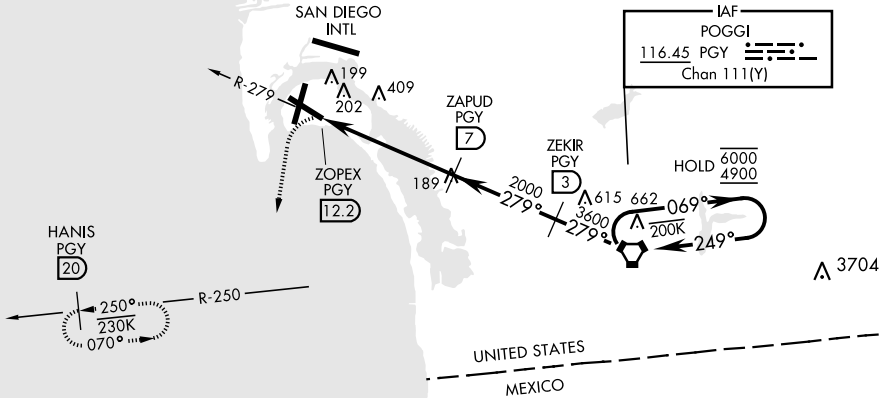 SAN DIEGO
INTL
IAF
POGGI
116.45 PGY
Chan 111(Y)
R-279
199
202
409
ZAPUD
PGY
7
ZEKIR
PGY
3
HOLD 6000
4900
ZOPEX
PGY
12.2
189
2000
279°
3600
279°
615
662
200K
069°
249°
3704
HANIS
PGY
20
R-250
250°
230K
070°
UNITED STATES
MEXICO